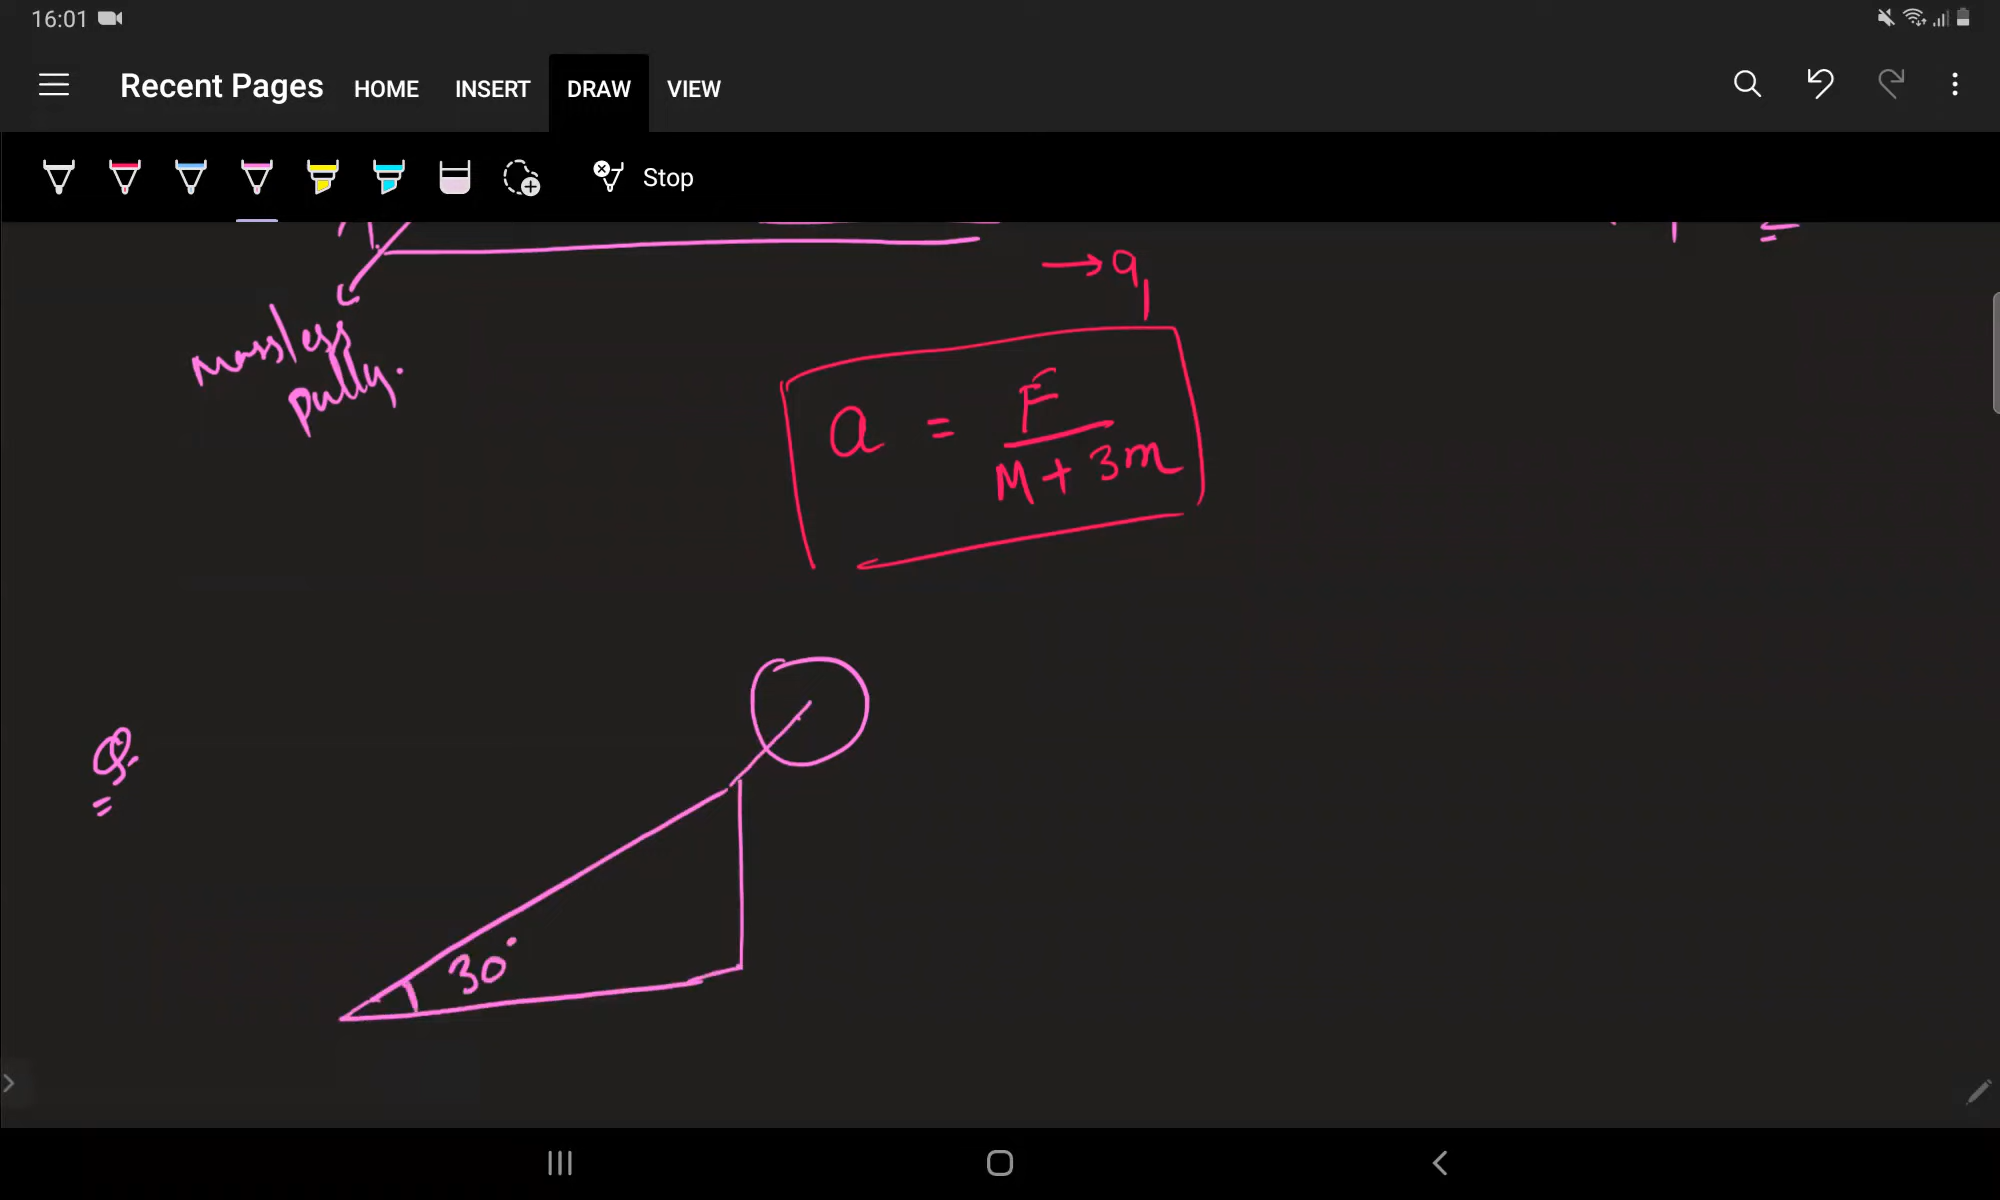 16:01
Recent Pages HOME INSERT DRAW VIEW
Stop
→ a1
massless
pully.
a = F / M + 3m
Q.
30°